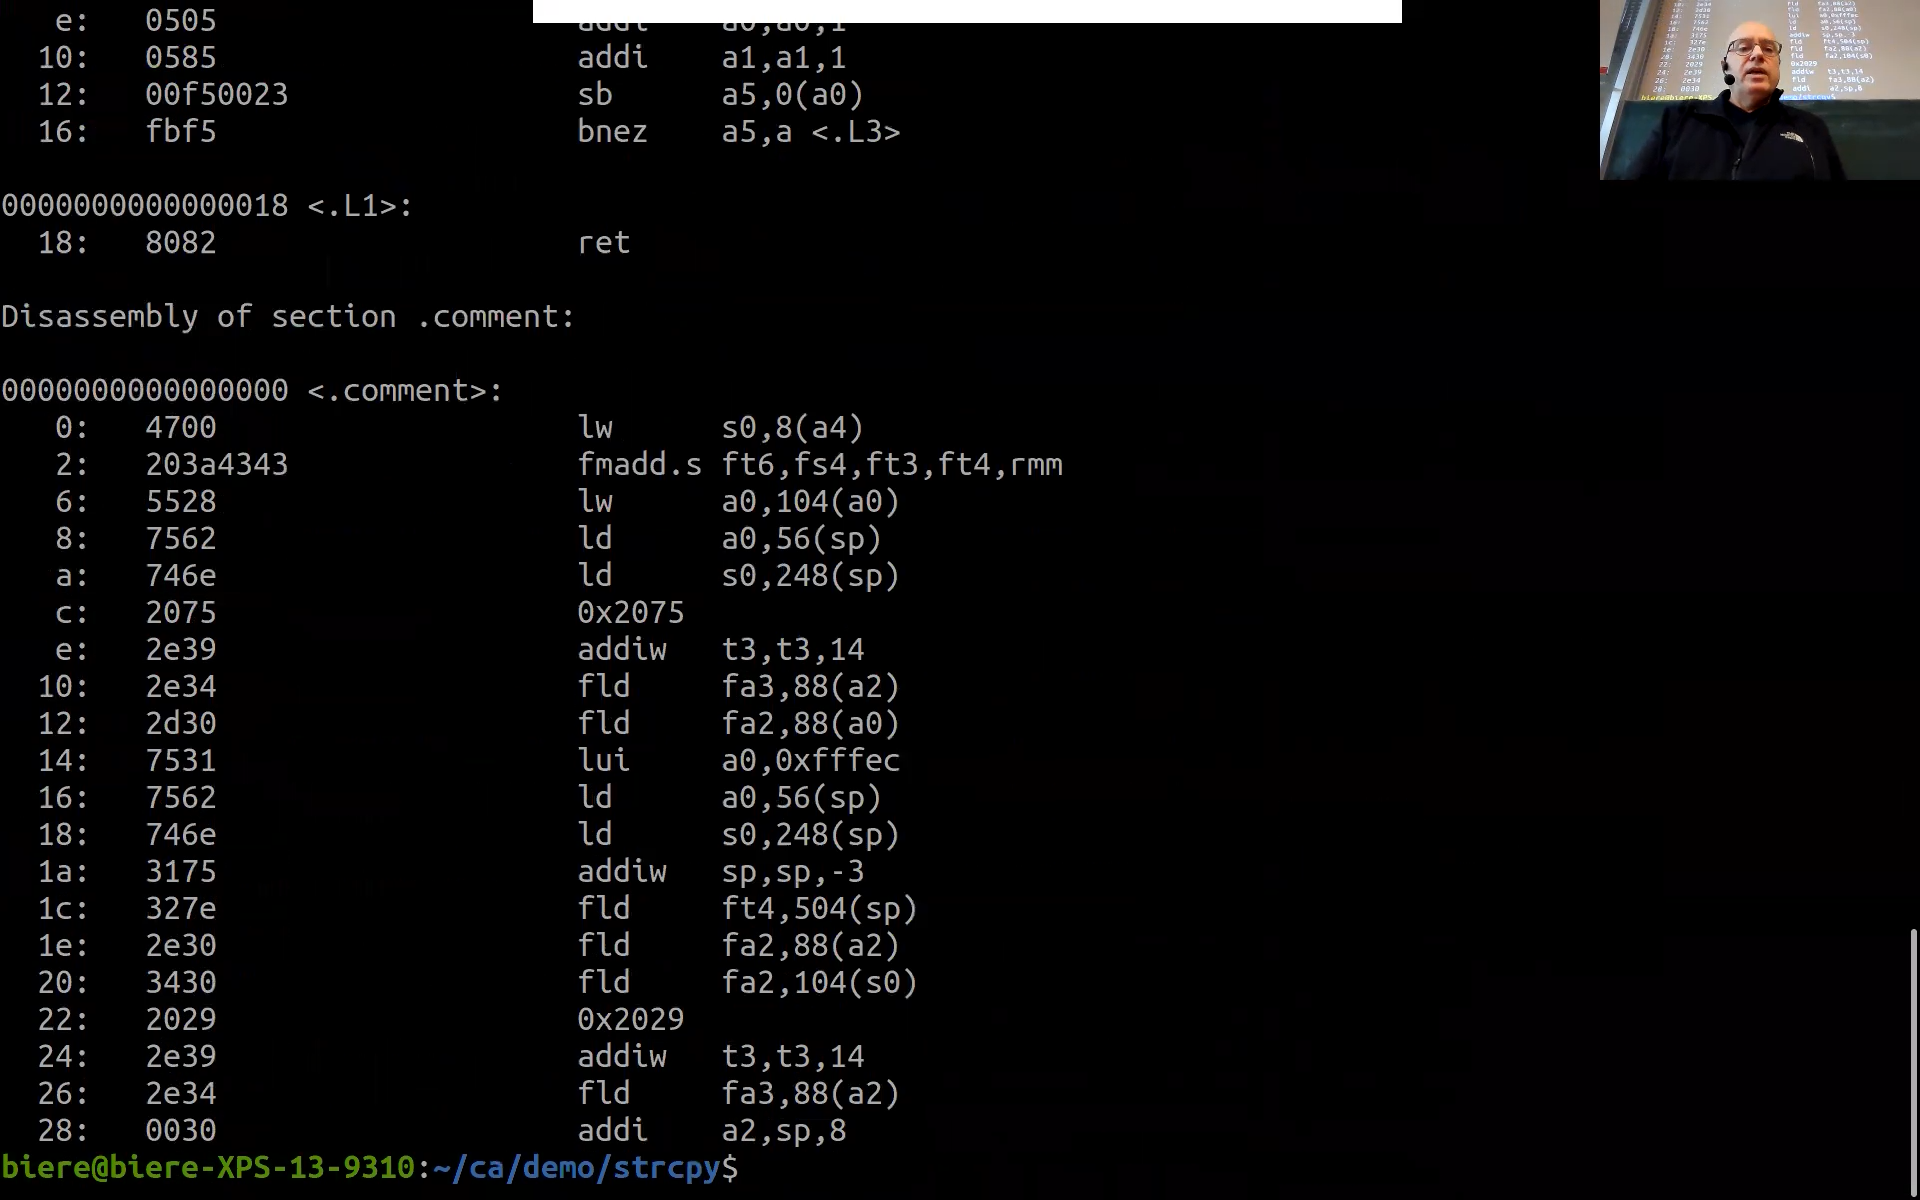 e: 0505 addi a0,a0,1
10: 0585 addi a1,a1,1
12: 00f50023 sb a5,0(a0)
16: fbf5 bnez a5,a <.L3>
0000000000000018 <.L1>:
18: 8082 ret
Disassembly of section .comment:
0000000000000000 <.comment>:
0: 4700 lw s0,8(a4)
2: 203a4343 fmadd.s ft6,fs4,ft3,ft4,rmm
6: 5528 lw a0,104(a0)
8: 7562 ld a0,56(sp)
a: 746e ld s0,248(sp)
c: 2075 0x2075
e: 2e39 addiw t3,t3,14
10: 2e34 fld fa3,88(a2)
12: 2d30 fld fa2,88(a0)
14: 7531 lui a0,0xfffec
16: 7562 ld a0,56(sp)
18: 746e ld s0,248(sp)
1a: 3175 addiw sp,sp,-3
1c: 327e fld ft4,504(sp)
1e: 2e30 fld fa2,88(a2)
20: 3430 fld fa2,104(s0)
22: 2029 0x2029
24: 2e39 addiw t3,t3,14
26: 2e34 fld fa3,88(a2)
28: 0030 addi a2,sp,8
biere@biere-XPS-13-9310:~/ca/demo/strcpy$